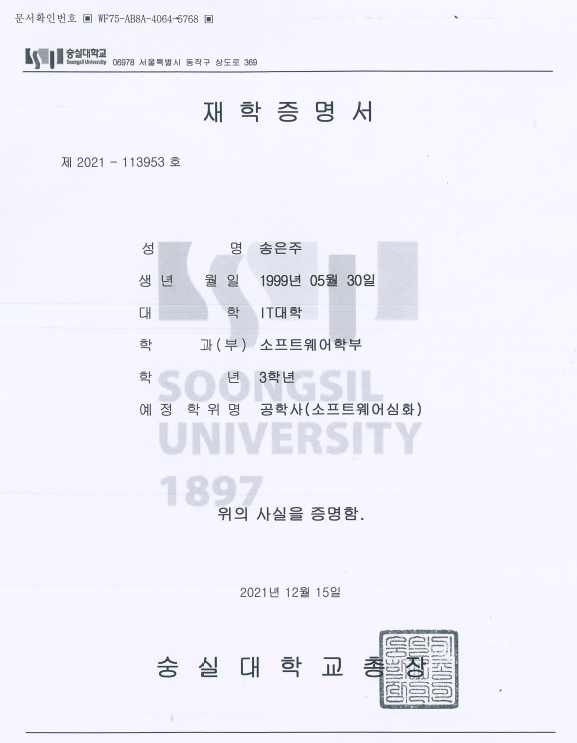 문서확인번호 ▣ WF75-AB8A-4064-5768 ▣
숭실대학교
Soongsil University 06978 서울특별시 동작구 상도로 369
재 학 증 명 서
제 2021 - 113953 호
성 명 송은주
생 년 월 일 1999년 05월 30일
대 학 IT대학
학 과(부) 소프트웨어학부
학 년 3학년
예 정 학 위 명 공학사(소프트웨어심화)
SOONGSIL
UNIVERSITY
1897
위의 사실을 증명함.
2021년 12월 15일
숭 실 대 학 교 총 장